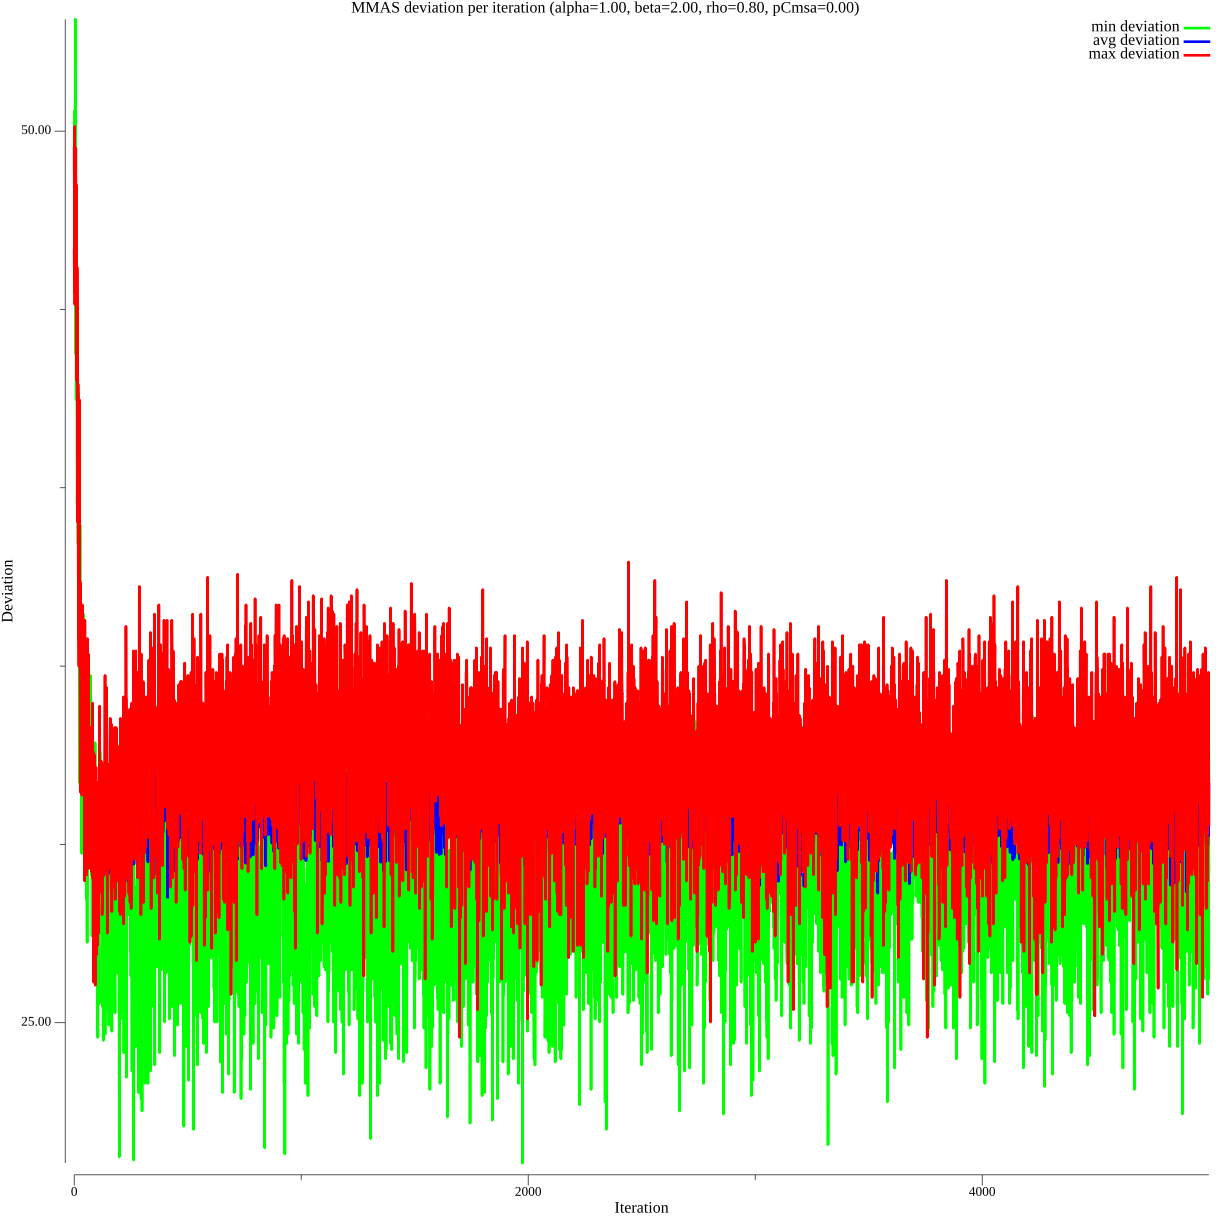 MMAS deviation per iteration (alpha=1.00, beta=2.00, rho=0.80, pCmsa=0.00)
min deviation
avg deviation
max deviation
50.00
Deviation
25.00
0
2000
4000
Iteration